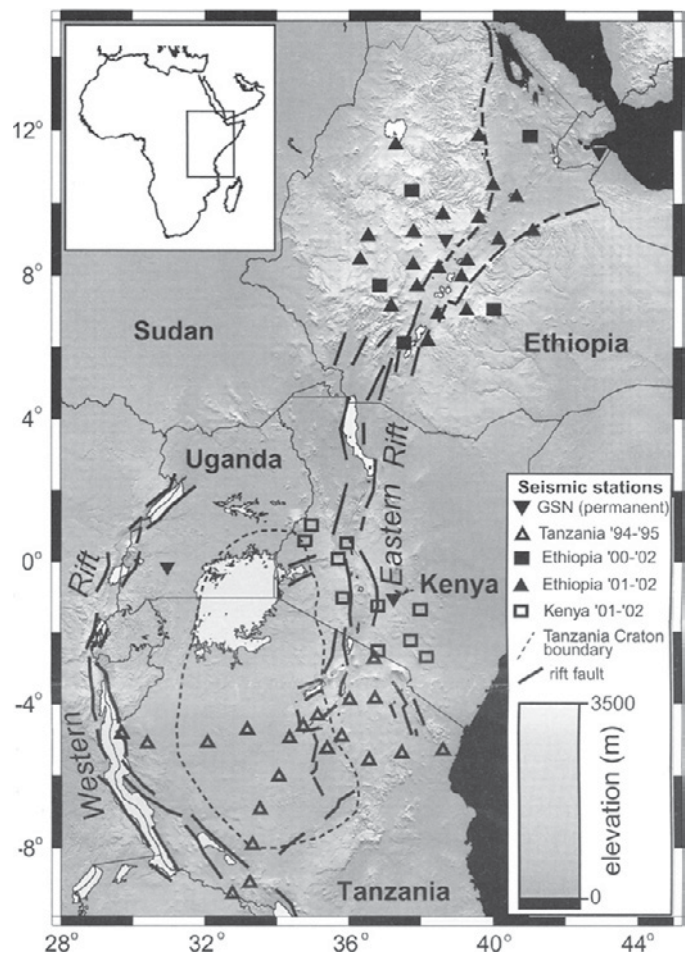 12°
8°
4°
0°
-4°
-8°
28°
32°
36°
40°
44°
Sudan
Ethiopia
Uganda
Eastern Rift
Kenya
Western Rift
Tanzania
Seismic stations
GSN (permanent)
Tanzania '94-'95
Ethiopia '00-'02
Ethiopia '01-'02
Kenya '01-'02
Tanzania Craton
boundary
rift fault
3500
elevation (m)
0